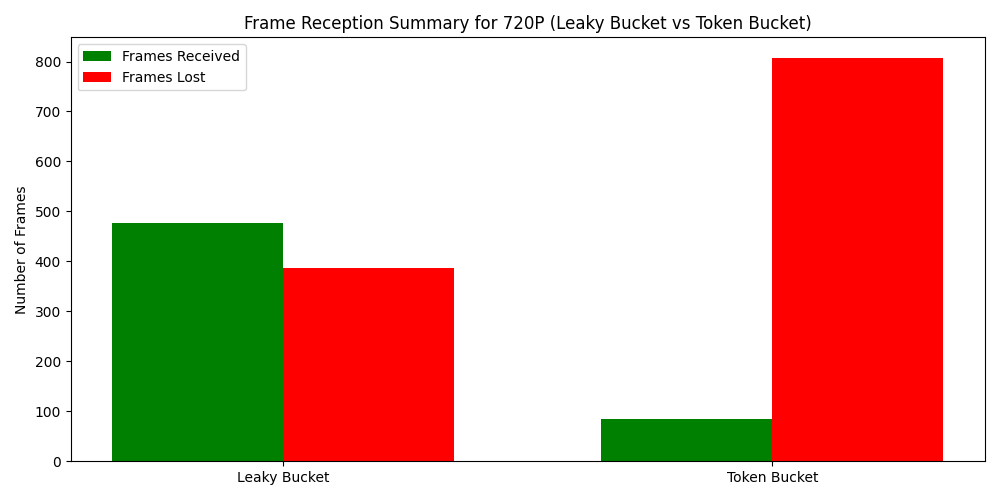 Frame Reception Summary for 720P (Leaky Bucket vs Token Bucket)
Frames Received
Frames Lost
Number of Frames
800
700
600
500
400
300
200
100
0
Leaky Bucket
Token Bucket